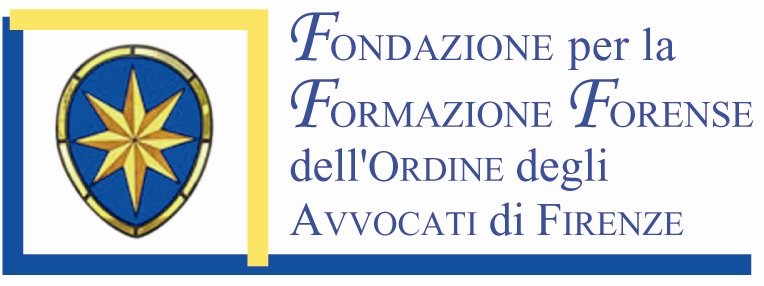 FONDAZIONE per la
FORMAZIONE FORENSE
dell'ORDINE degli
AVVOCATI di FIRENZE